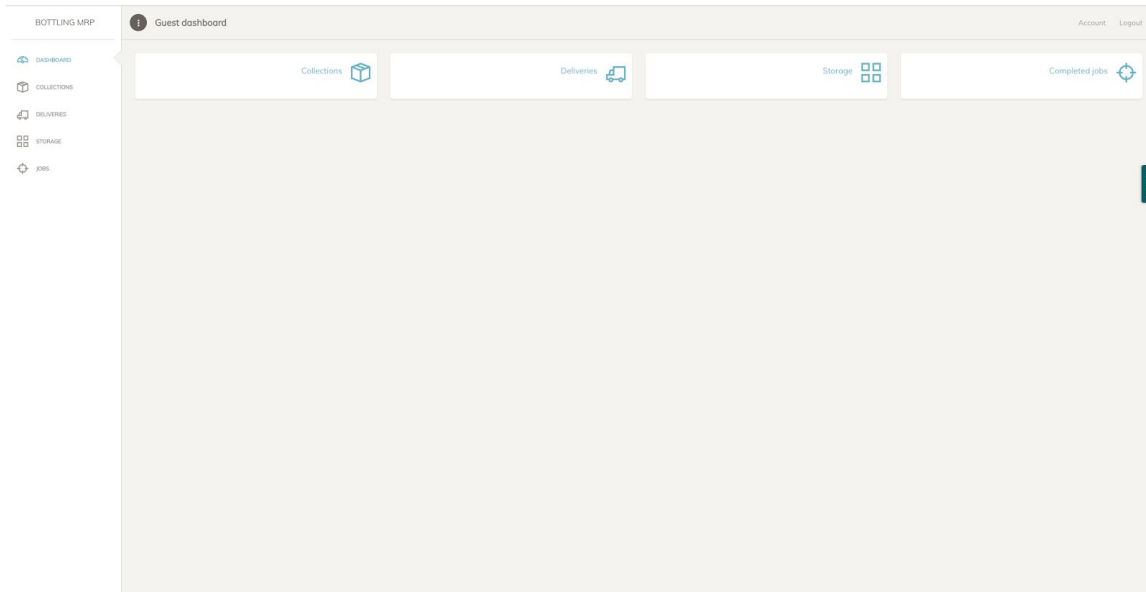 BOTTLING MRP
Guest dashboard
Account Logout
DASHBOARD
COLLECTIONS
DELIVERIES
STORAGE
JOBS
Collections
Deliveries
Storage
Completed jobs